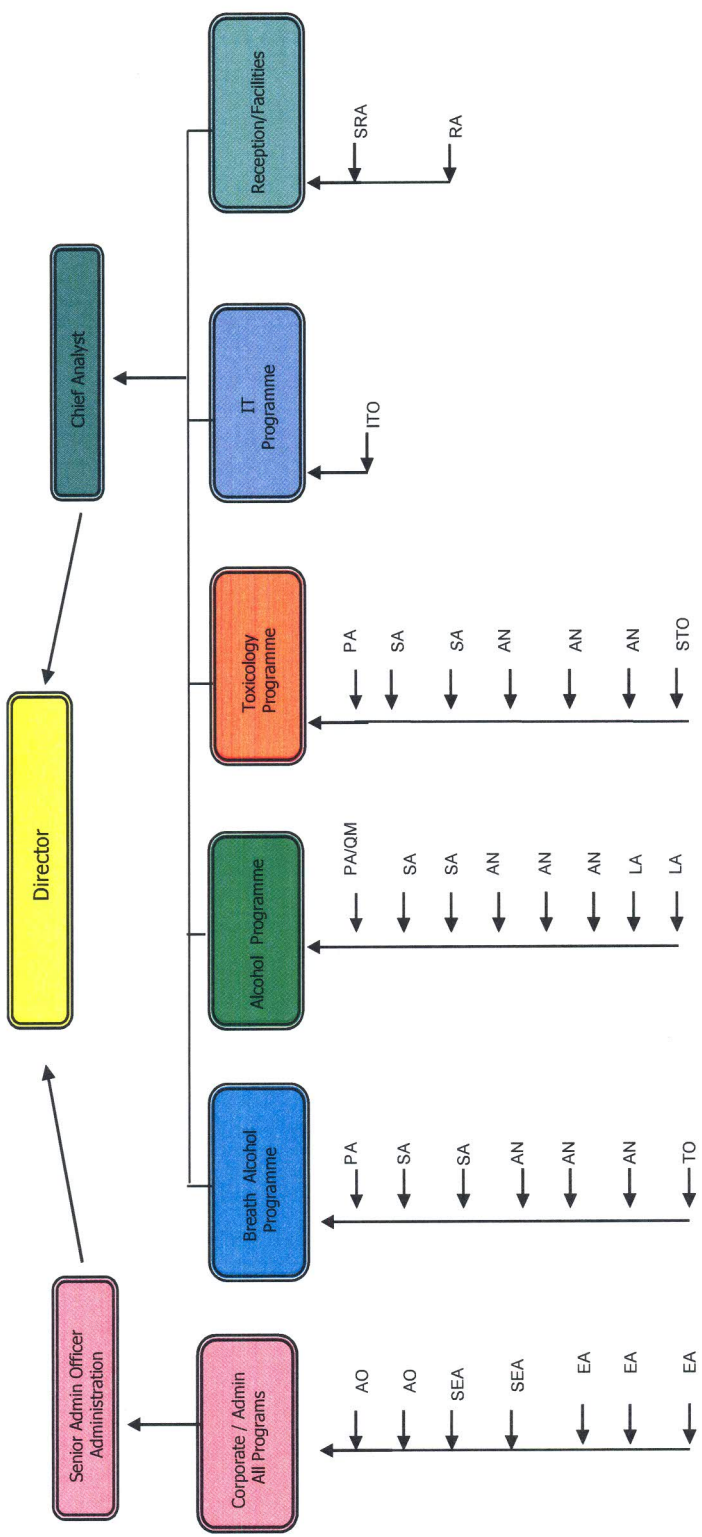 Director
Senior Admin Officer
Administration
Chief Analyst
Corporate / Admin
All Programs
Breath Alcohol
Programme
Alcohol Programme
Toxicology
Programme
IT
Programme
Reception/Facilities
AO
AO
SEA
SEA
EA
EA
EA
PA
SA
SA
AN
AN
AN
TO
PA/QM
SA
SA
AN
AN
AN
LA
LA
PA
SA
SA
AN
AN
AN
STO
ITO
SRA
RA